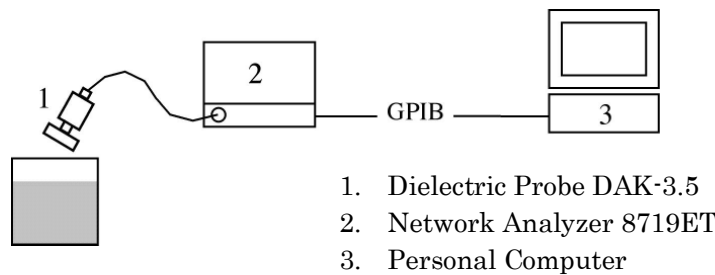 2
1
GPIB
3
1. Dielectric Probe DAK-3.5
2. Network Analyzer 8719ET
3. Personal Computer